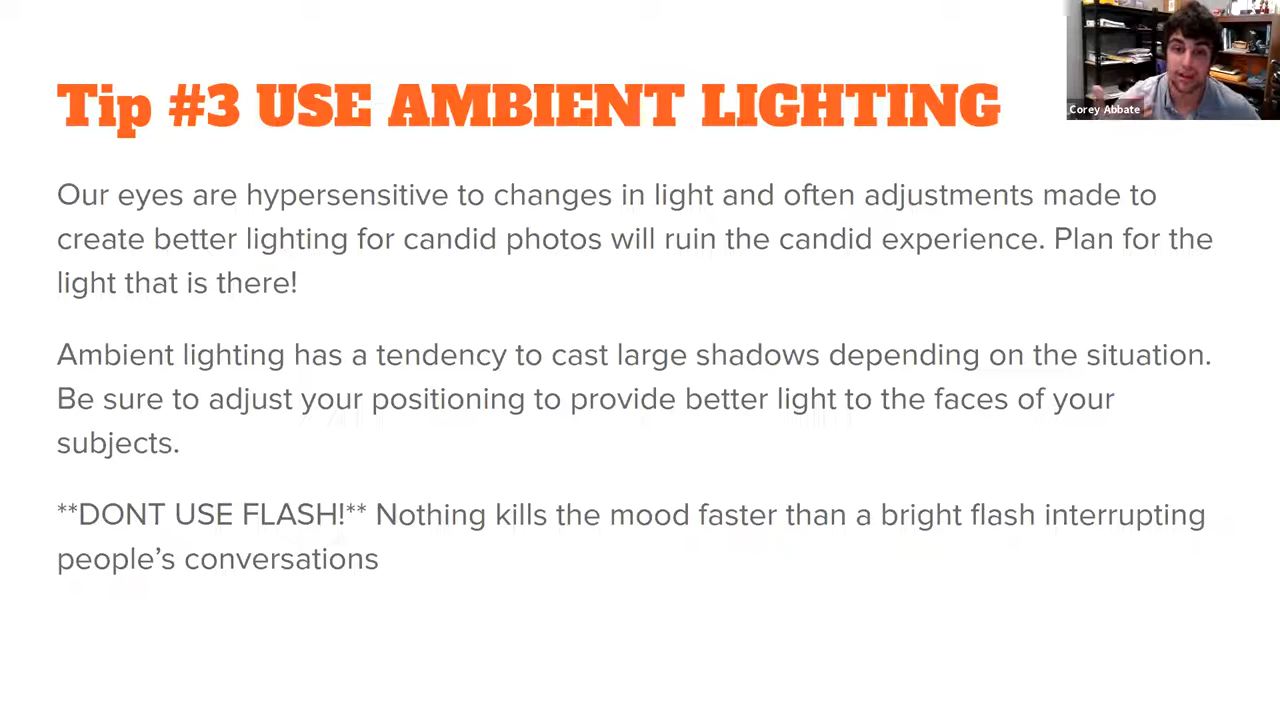 Tip #3 USE AMBIENT LIGHTING
Corey Abbate
Our eyes are hypersensitive to changes in light and often adjustments made to
create better lighting for candid photos will ruin the candid experience. Plan for the
light that is there!
Ambient lighting has a tendency to cast large shadows depending on the situation.
Be sure to adjust your positioning to provide better light to the faces of your
subjects.
**DONT USE FLASH!** Nothing kills the mood faster than a bright flash interrupting
people’s conversations